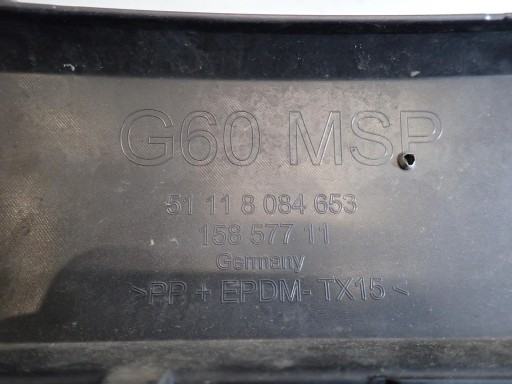 G60 MSP
51 11 8 084 653
158 577 11
Germany
>PP + EPDM- TX15<